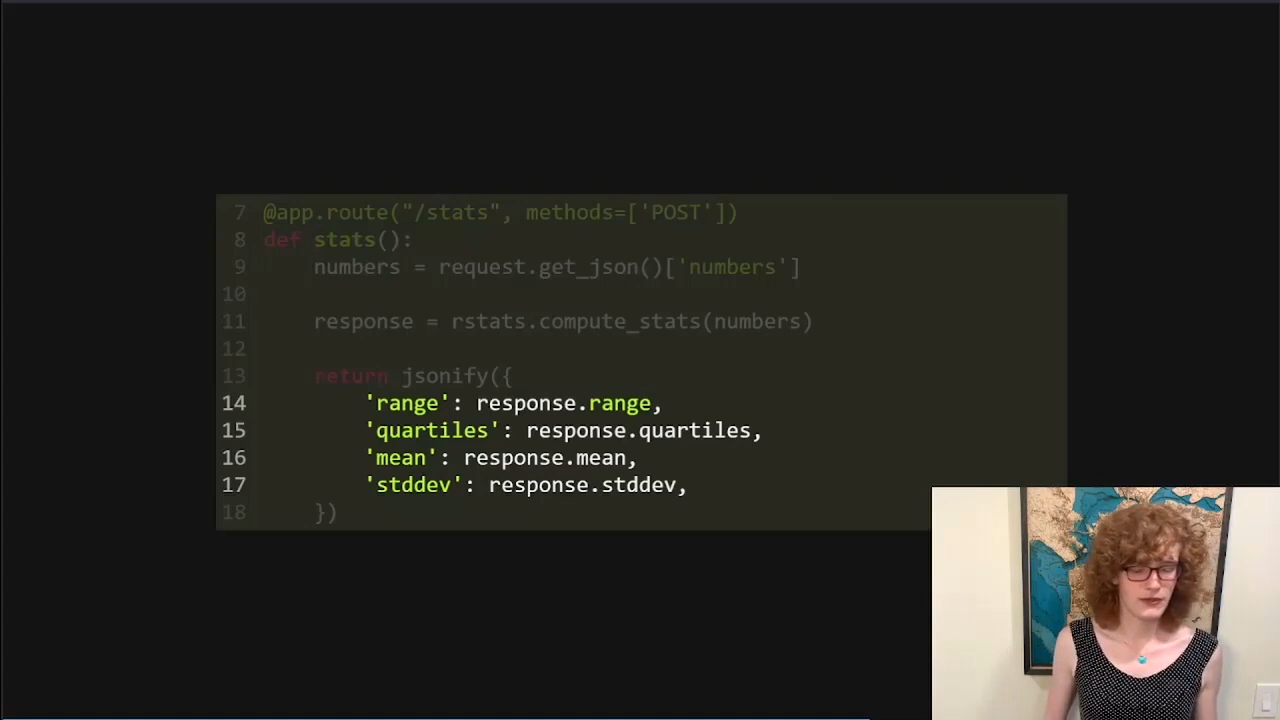 7 @app.route("/stats", methods=['POST'])
8 def stats():
9 numbers = request.get_json()['numbers']
10
11 response = rstats.compute_stats(numbers)
12
13 return jsonify({
14 'range': response.range,
15 'quartiles': response.quartiles,
16 'mean': response.mean,
17 'stddev': response.stddev,
18 })